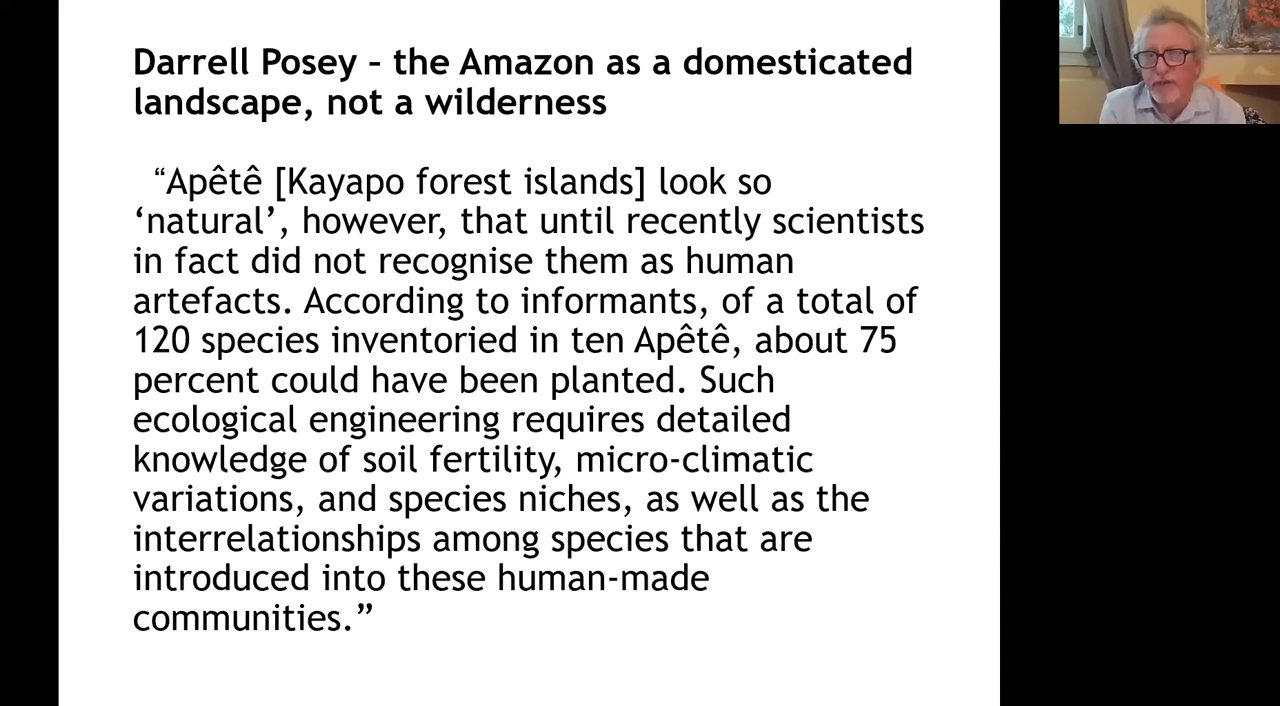 Darrell Posey – the Amazon as a domesticated
landscape, not a wilderness
“Apêtê [Kayapo forest islands] look so
‘natural’, however, that until recently scientists
in fact did not recognise them as human
artefacts. According to informants, of a total of
120 species inventoried in ten Apêtê, about 75
percent could have been planted. Such
ecological engineering requires detailed
knowledge of soil fertility, micro-climatic
variations, and species niches, as well as the
interrelationships among species that are
introduced into these human-made
communities.”